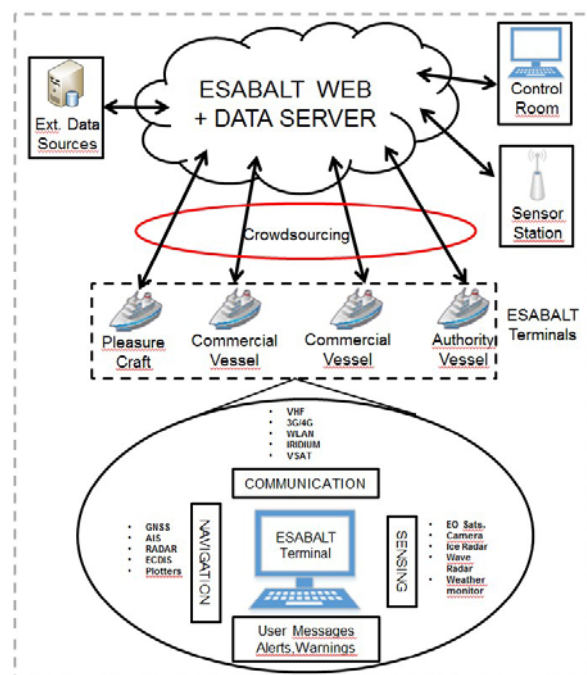 ESABALT WEB
+ DATA SERVER
Ext. Data
Sources
Control
Room
Sensor
Station
Crowdsourcing
ESABALT
Terminals
Pleasure
Craft
Commercial
Vessel
Commercial
Vessel
Authority
Vessel
• VHF
• 3G/4G
• WLAN
• IRIDIUM
• VSAT
COMMUNICATION
• GNSS
• AIS
• RADAR
• ECDIS
• Plotters
NAVIGATION
ESABALT
Terminal
SENSING
• EO Sats.
• Camera
• Ice Radar
• Wave
Radar
• Weather
monitor
User Messages
Alerts,Warnings